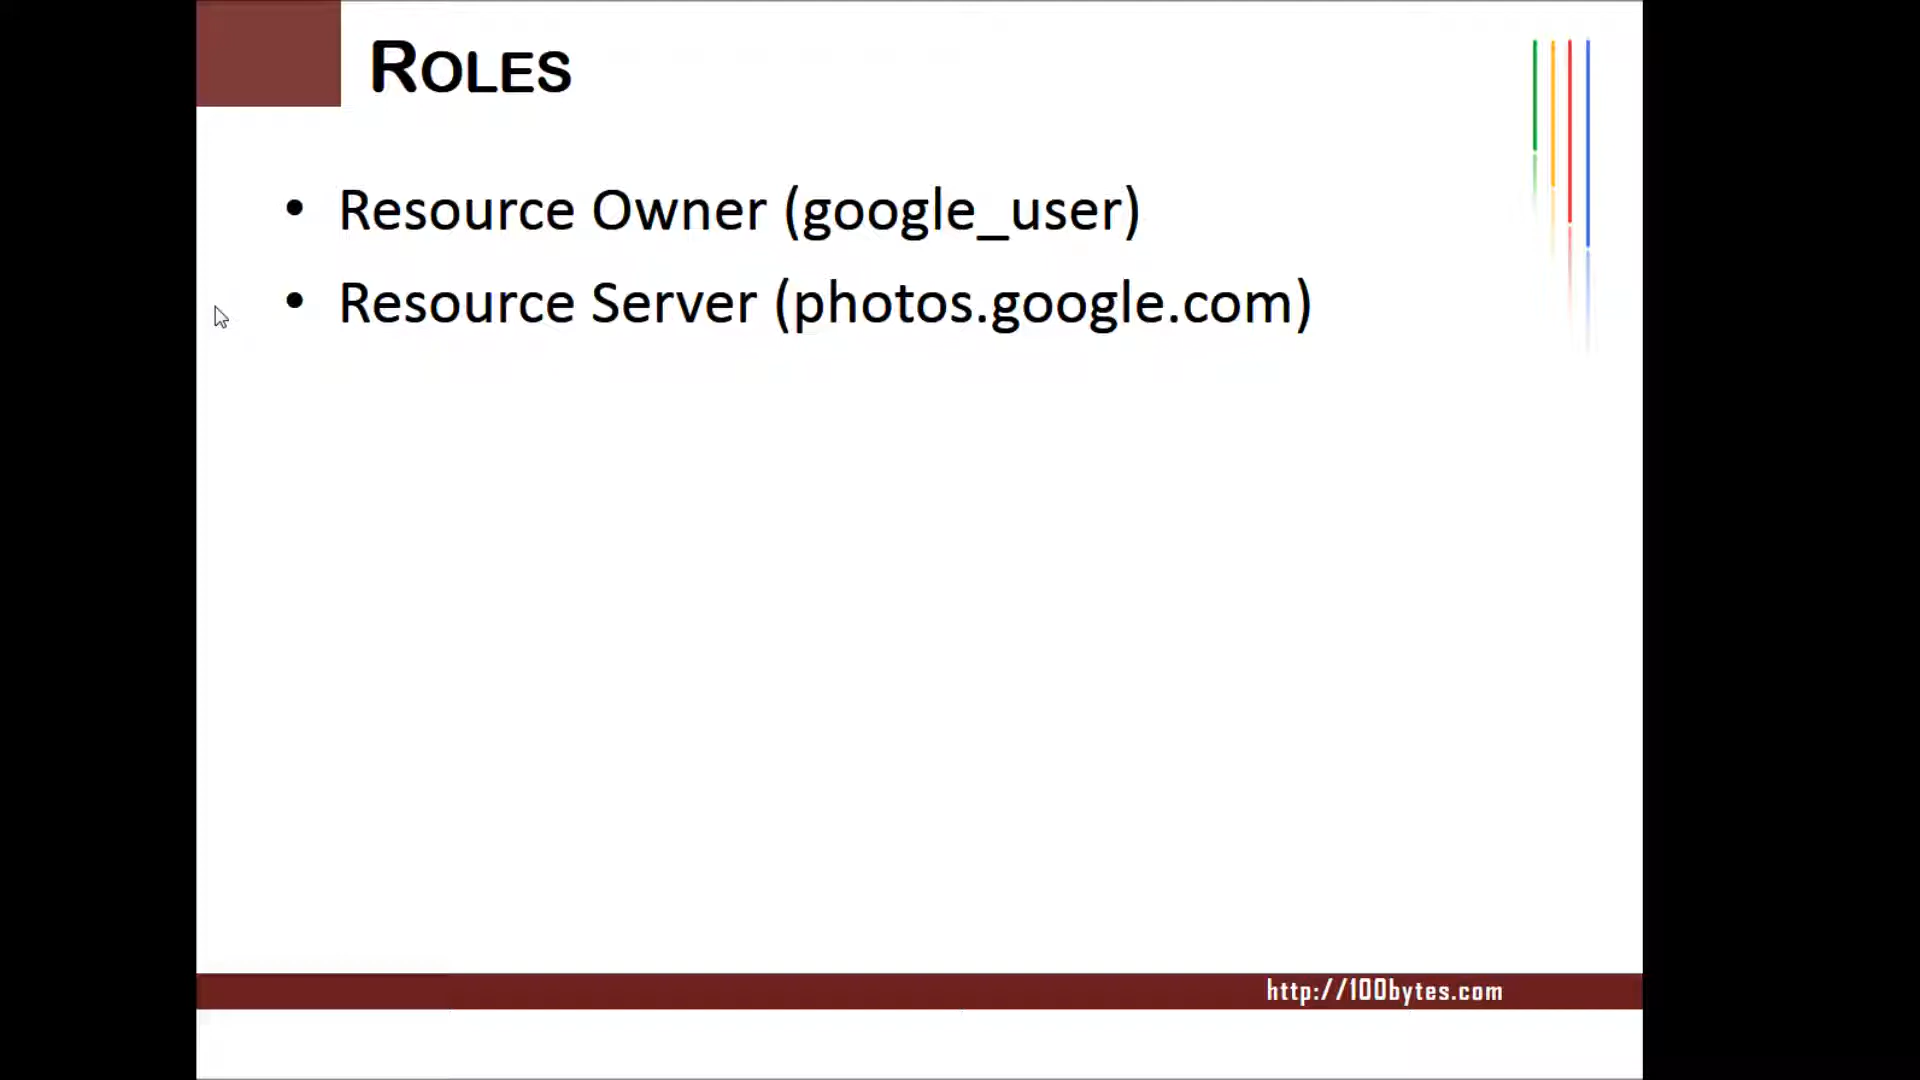 ROLES
• Resource Owner (google_user)
• Resource Server (photos.google.com)
http://100bytes.com